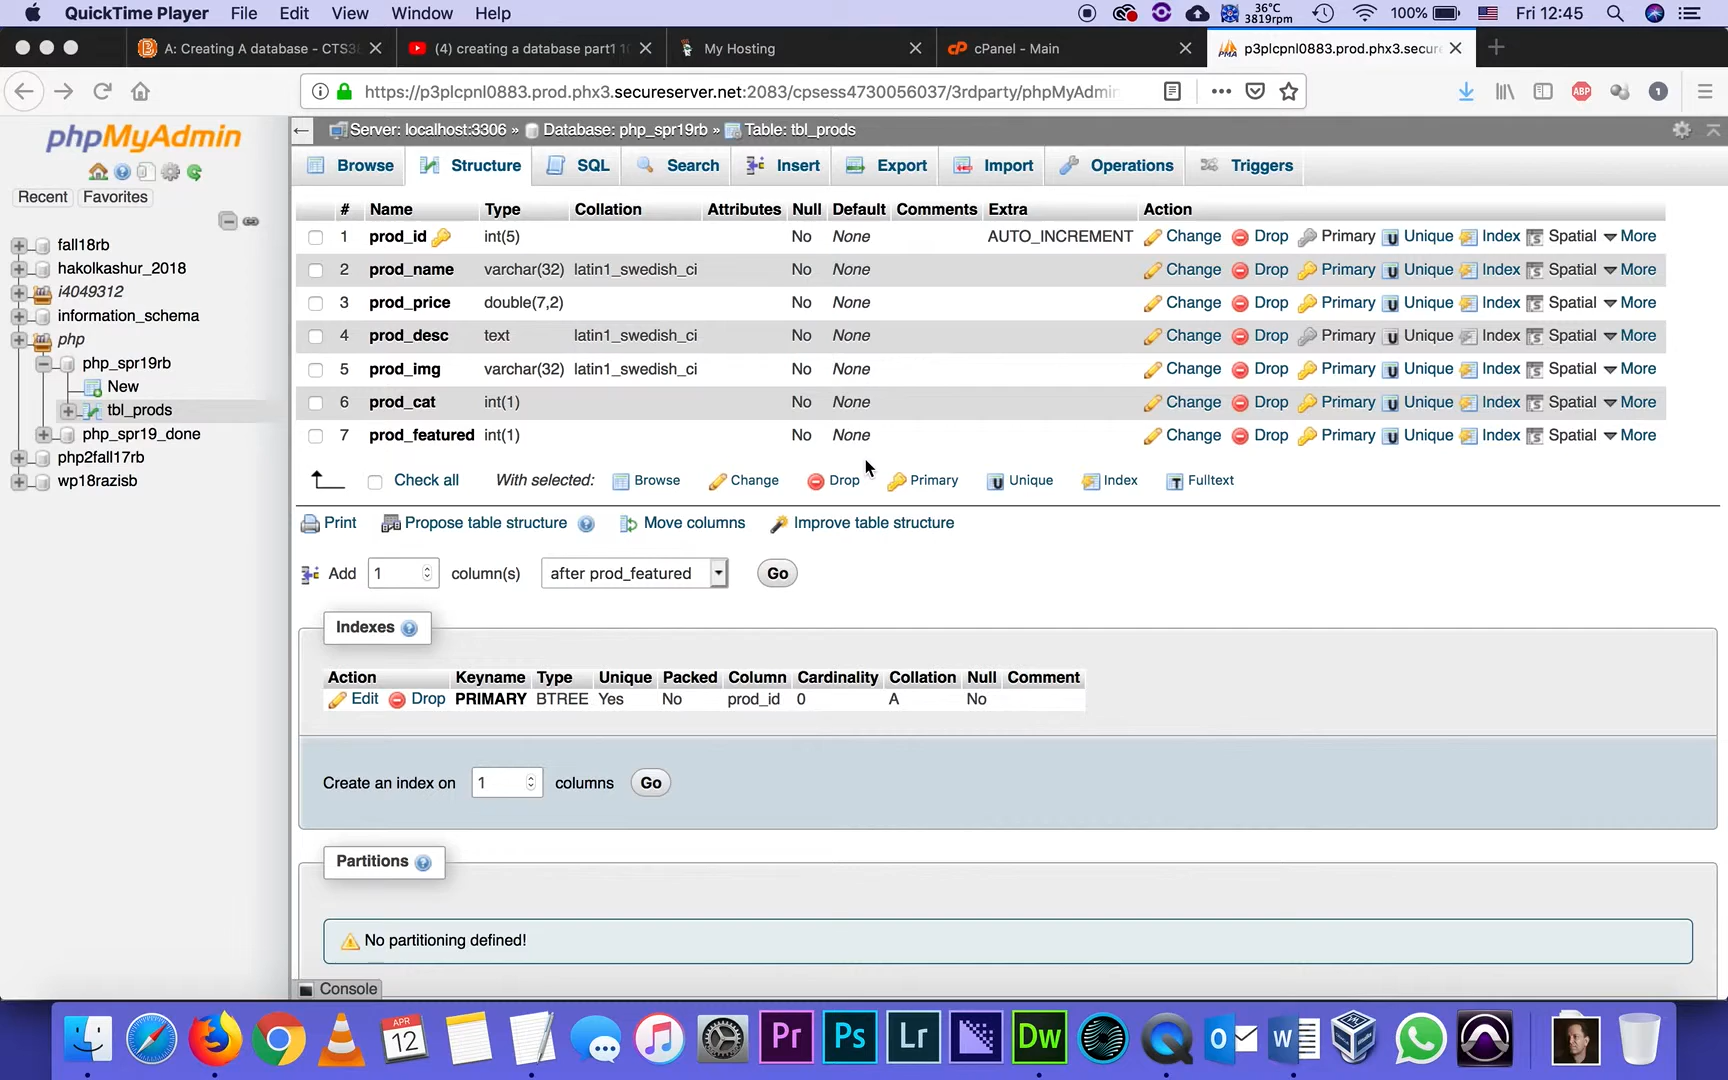 QuickTime Player File Edit View Window Help 36°C 3819rpm 100% Fri 12:45
A: Creating A database - CTS3 (4) creating a database part1 1 My Hosting cPanel - Main p3plcpnl0883.prod.phx3.secure
https://p3plcpnl0883.prod.phx3.secureserver.net:2083/cpsess4730056037/3rdparty/phpMyAdmin ABP 1
phpMyAdmin
Recent Favorites
fall18rb
hakolkashur_2018
i4049312
information_schema
php
php_spr19rb
New
tbl_prods
php_spr19_done
php2fall17rb
wp18razisb
Server: localhost:3306 » Database: php_spr19rb » Table: tbl_prods
Browse Structure SQL Search Insert Export Import Operations Triggers
# Name Type Collation Attributes Null Default Comments Extra Action
1 prod_id int(5) No None AUTO_INCREMENT Change Drop Primary Unique Index Spatial More
2 prod_name varchar(32) latin1_swedish_ci No None Change Drop Primary Unique Index Spatial More
3 prod_price double(7,2) No None Change Drop Primary Unique Index Spatial More
4 prod_desc text latin1_swedish_ci No None Change Drop Primary Unique Index Spatial More
5 prod_img varchar(32) latin1_swedish_ci No None Change Drop Primary Unique Index Spatial More
6 prod_cat int(1) No None Change Drop Primary Unique Index Spatial More
7 prod_featured int(1) No None Change Drop Primary Unique Index Spatial More
Check all With selected: Browse Change Drop Primary Unique Index Fulltext
Print Propose table structure Move columns Improve table structure
Add 1 column(s) after prod_featured Go
Indexes
Action Keyname Type Unique Packed Column Cardinality Collation Null Comment
Edit Drop PRIMARY BTREE Yes No prod_id 0 A No
Create an index on 1 columns Go
Partitions
No partitioning defined!
Console
APR 12 Pr Ps Lr Dw